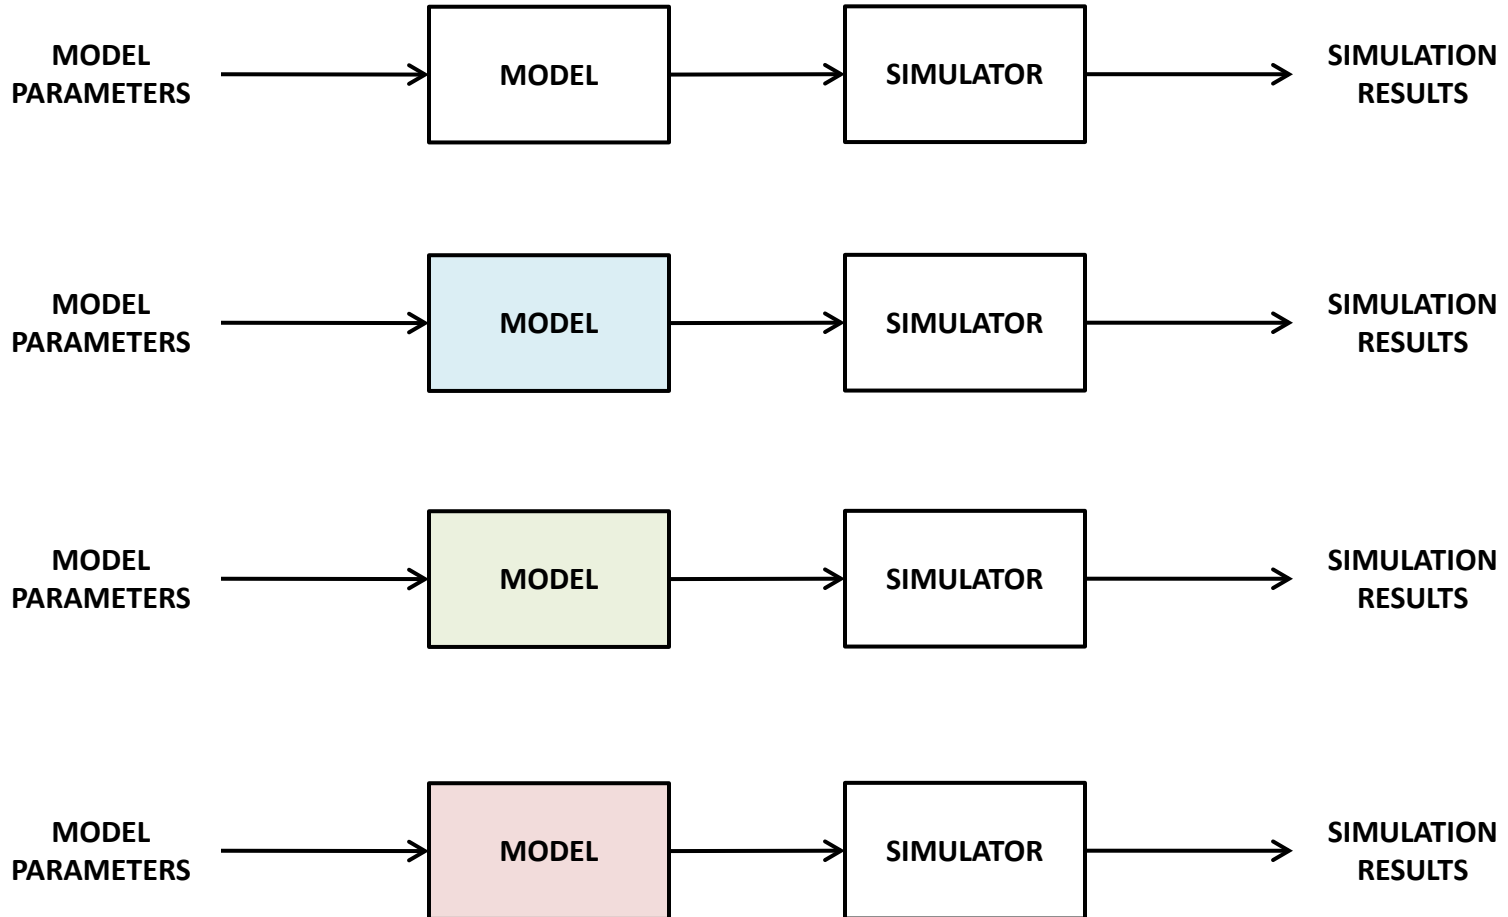 MODEL
PARAMETERS
MODEL
SIMULATOR
SIMULATION
RESULTS
MODEL
PARAMETERS
MODEL
SIMULATOR
SIMULATION
RESULTS
MODEL
PARAMETERS
MODEL
SIMULATOR
SIMULATION
RESULTS
MODEL
PARAMETERS
MODEL
SIMULATOR
SIMULATION
RESULTS